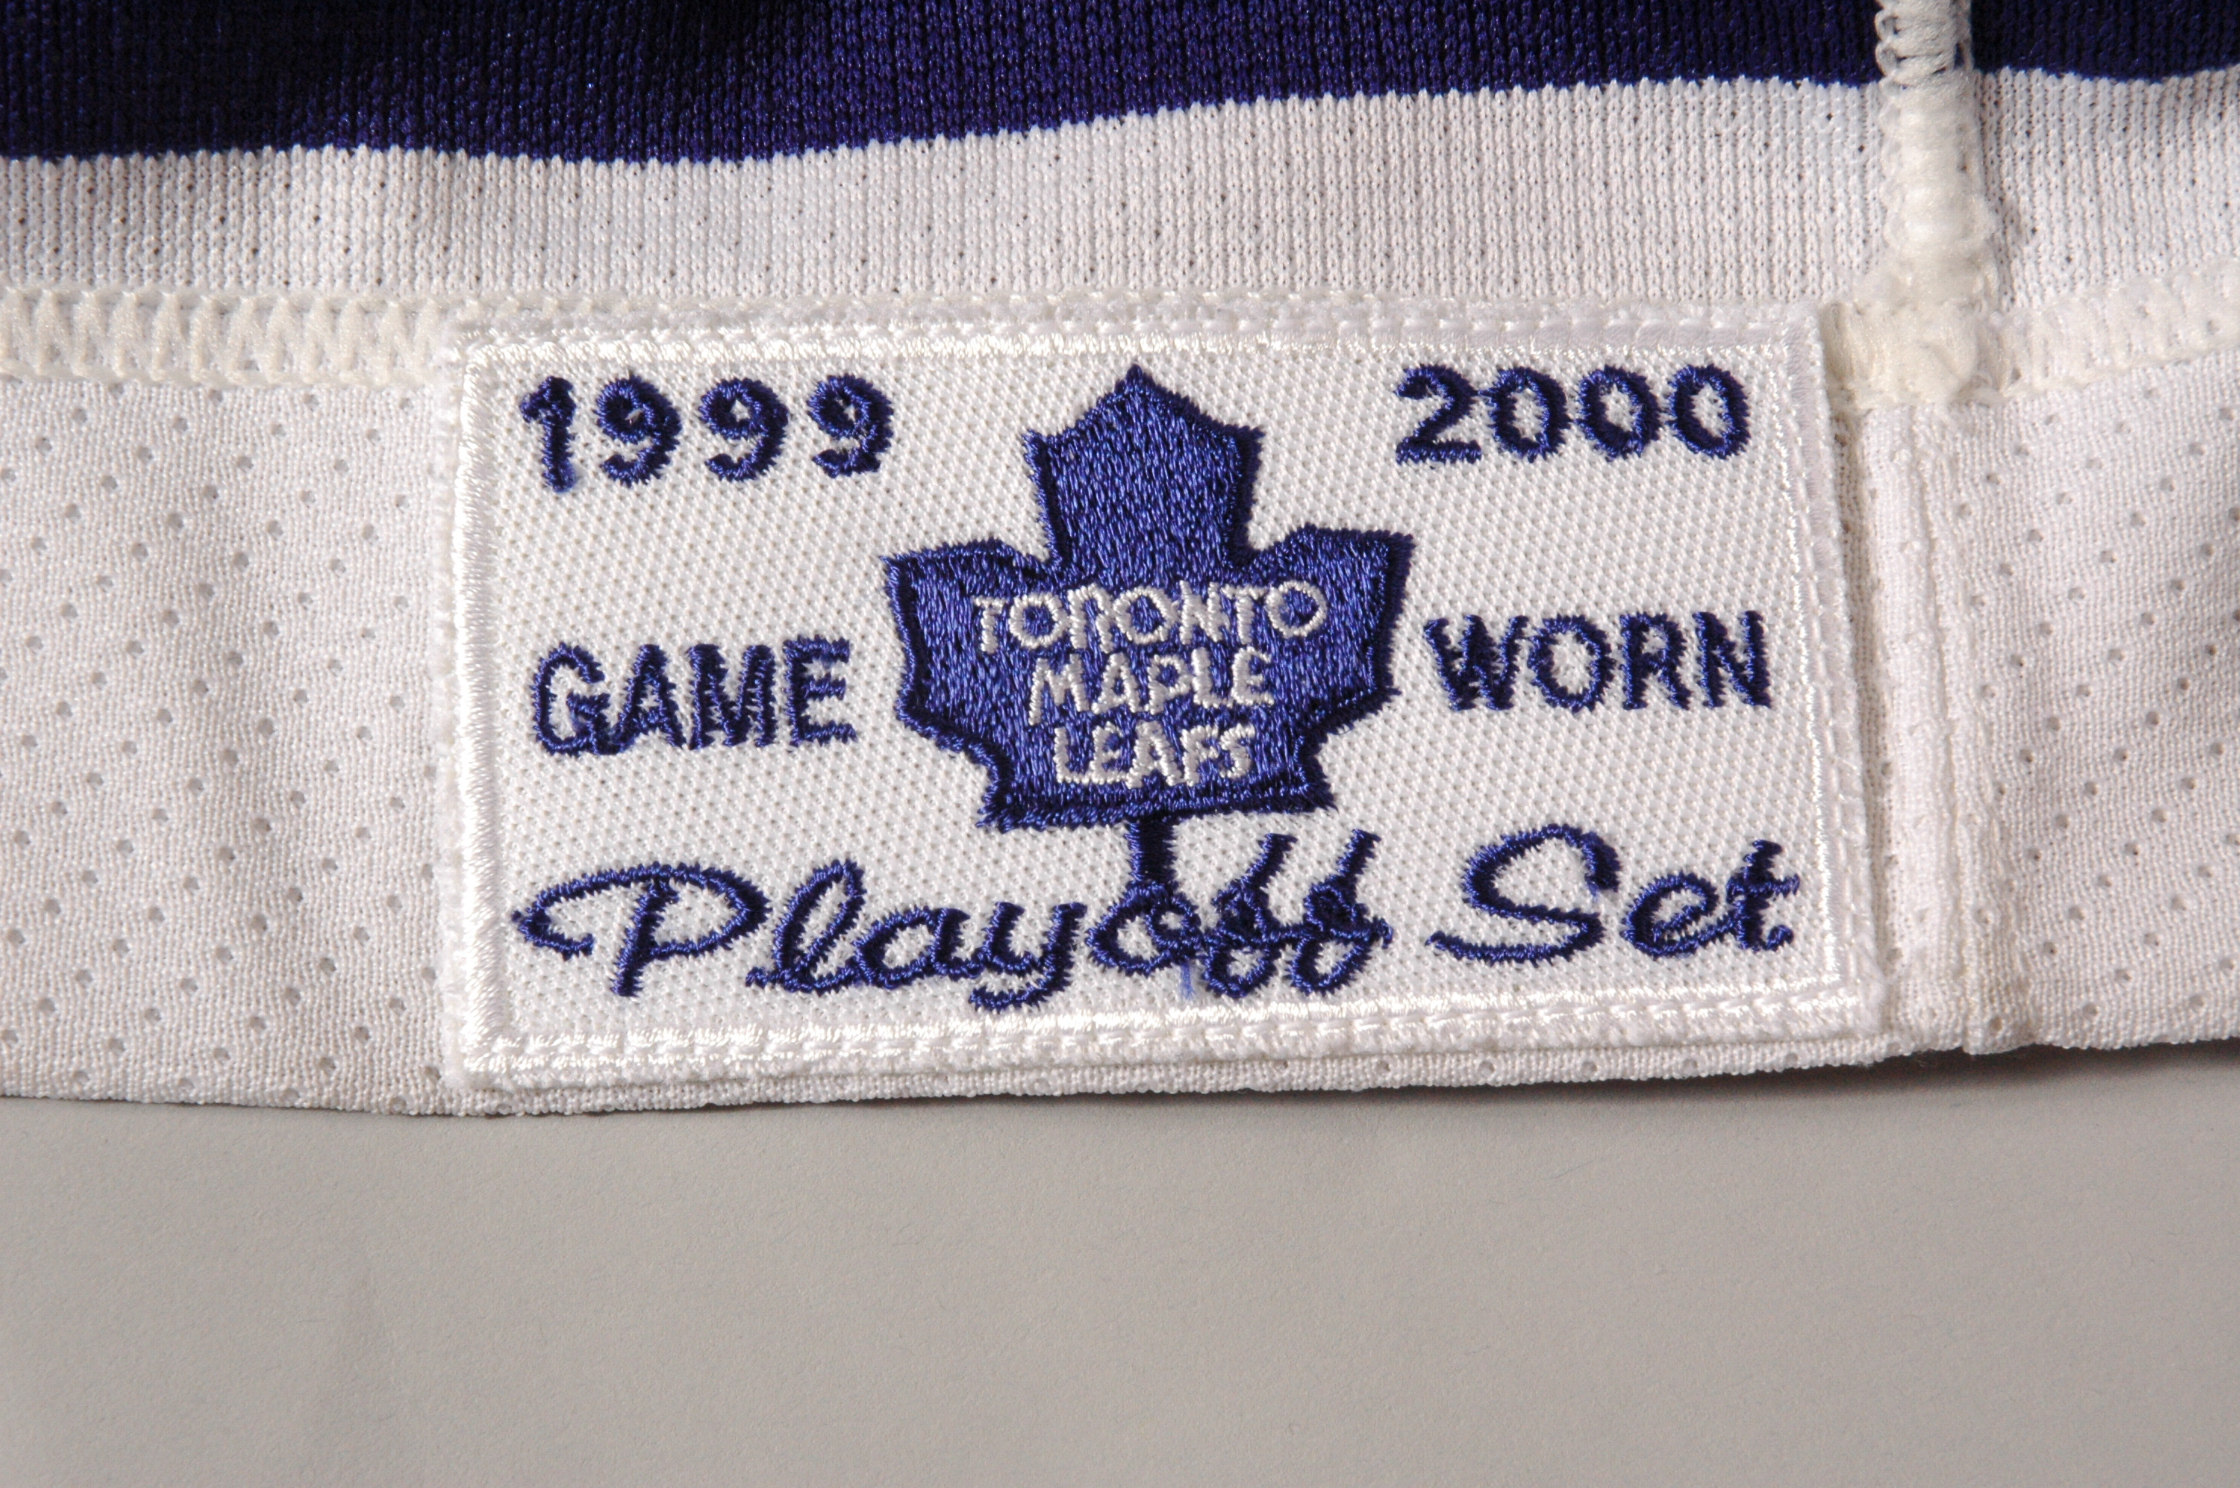 1999 2000
TORONTO
MAPLE
LEAFS
GAME WORN
Playoff Set